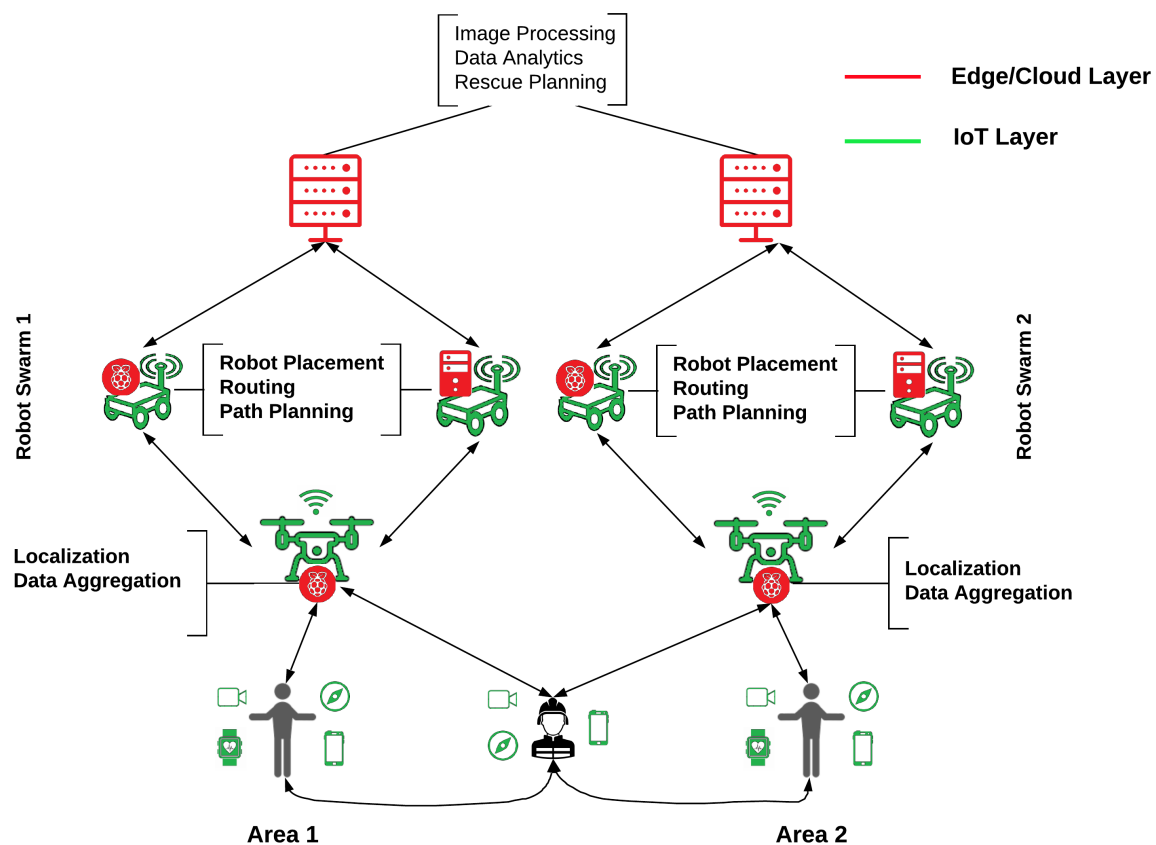 Image Processing
Data Analytics
Rescue Planning
Edge/Cloud Layer
IoT Layer
Robot Swarm 1
Robot Placement
Routing
Path Planning
Robot Placement
Routing
Path Planning
Robot Swarm 2
Localization
Data Aggregation
Localization
Data Aggregation
Area 1
Area 2